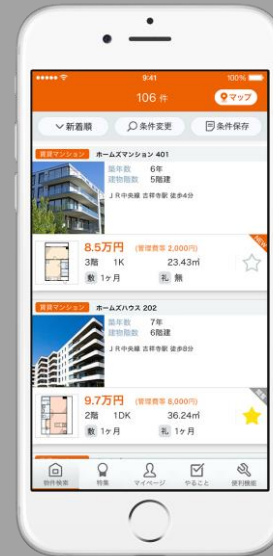 9:41
100%
106 件
マップ
新着順
条件変更
条件保存
賃貸マンション ホームズマンション 401
築年数 6年
建物階数 5階建
ＪＲ中央線 吉祥寺駅 徒歩4分
NEW
8.5万円 (管理費等 2,000円)
3階 1K 23.43㎡
敷 1ヶ月 礼 無
賃貸マンション ホームズハウス 202
築年数 7年
建物階数 6階建
ＪＲ中央線 吉祥寺駅 徒歩8分
9.7万円 (管理費等 8,000円)
2階 1DK 36.24㎡
敷 1ヶ月 礼 1ヶ月
物件検索
特集
マイページ
やること
便利機能